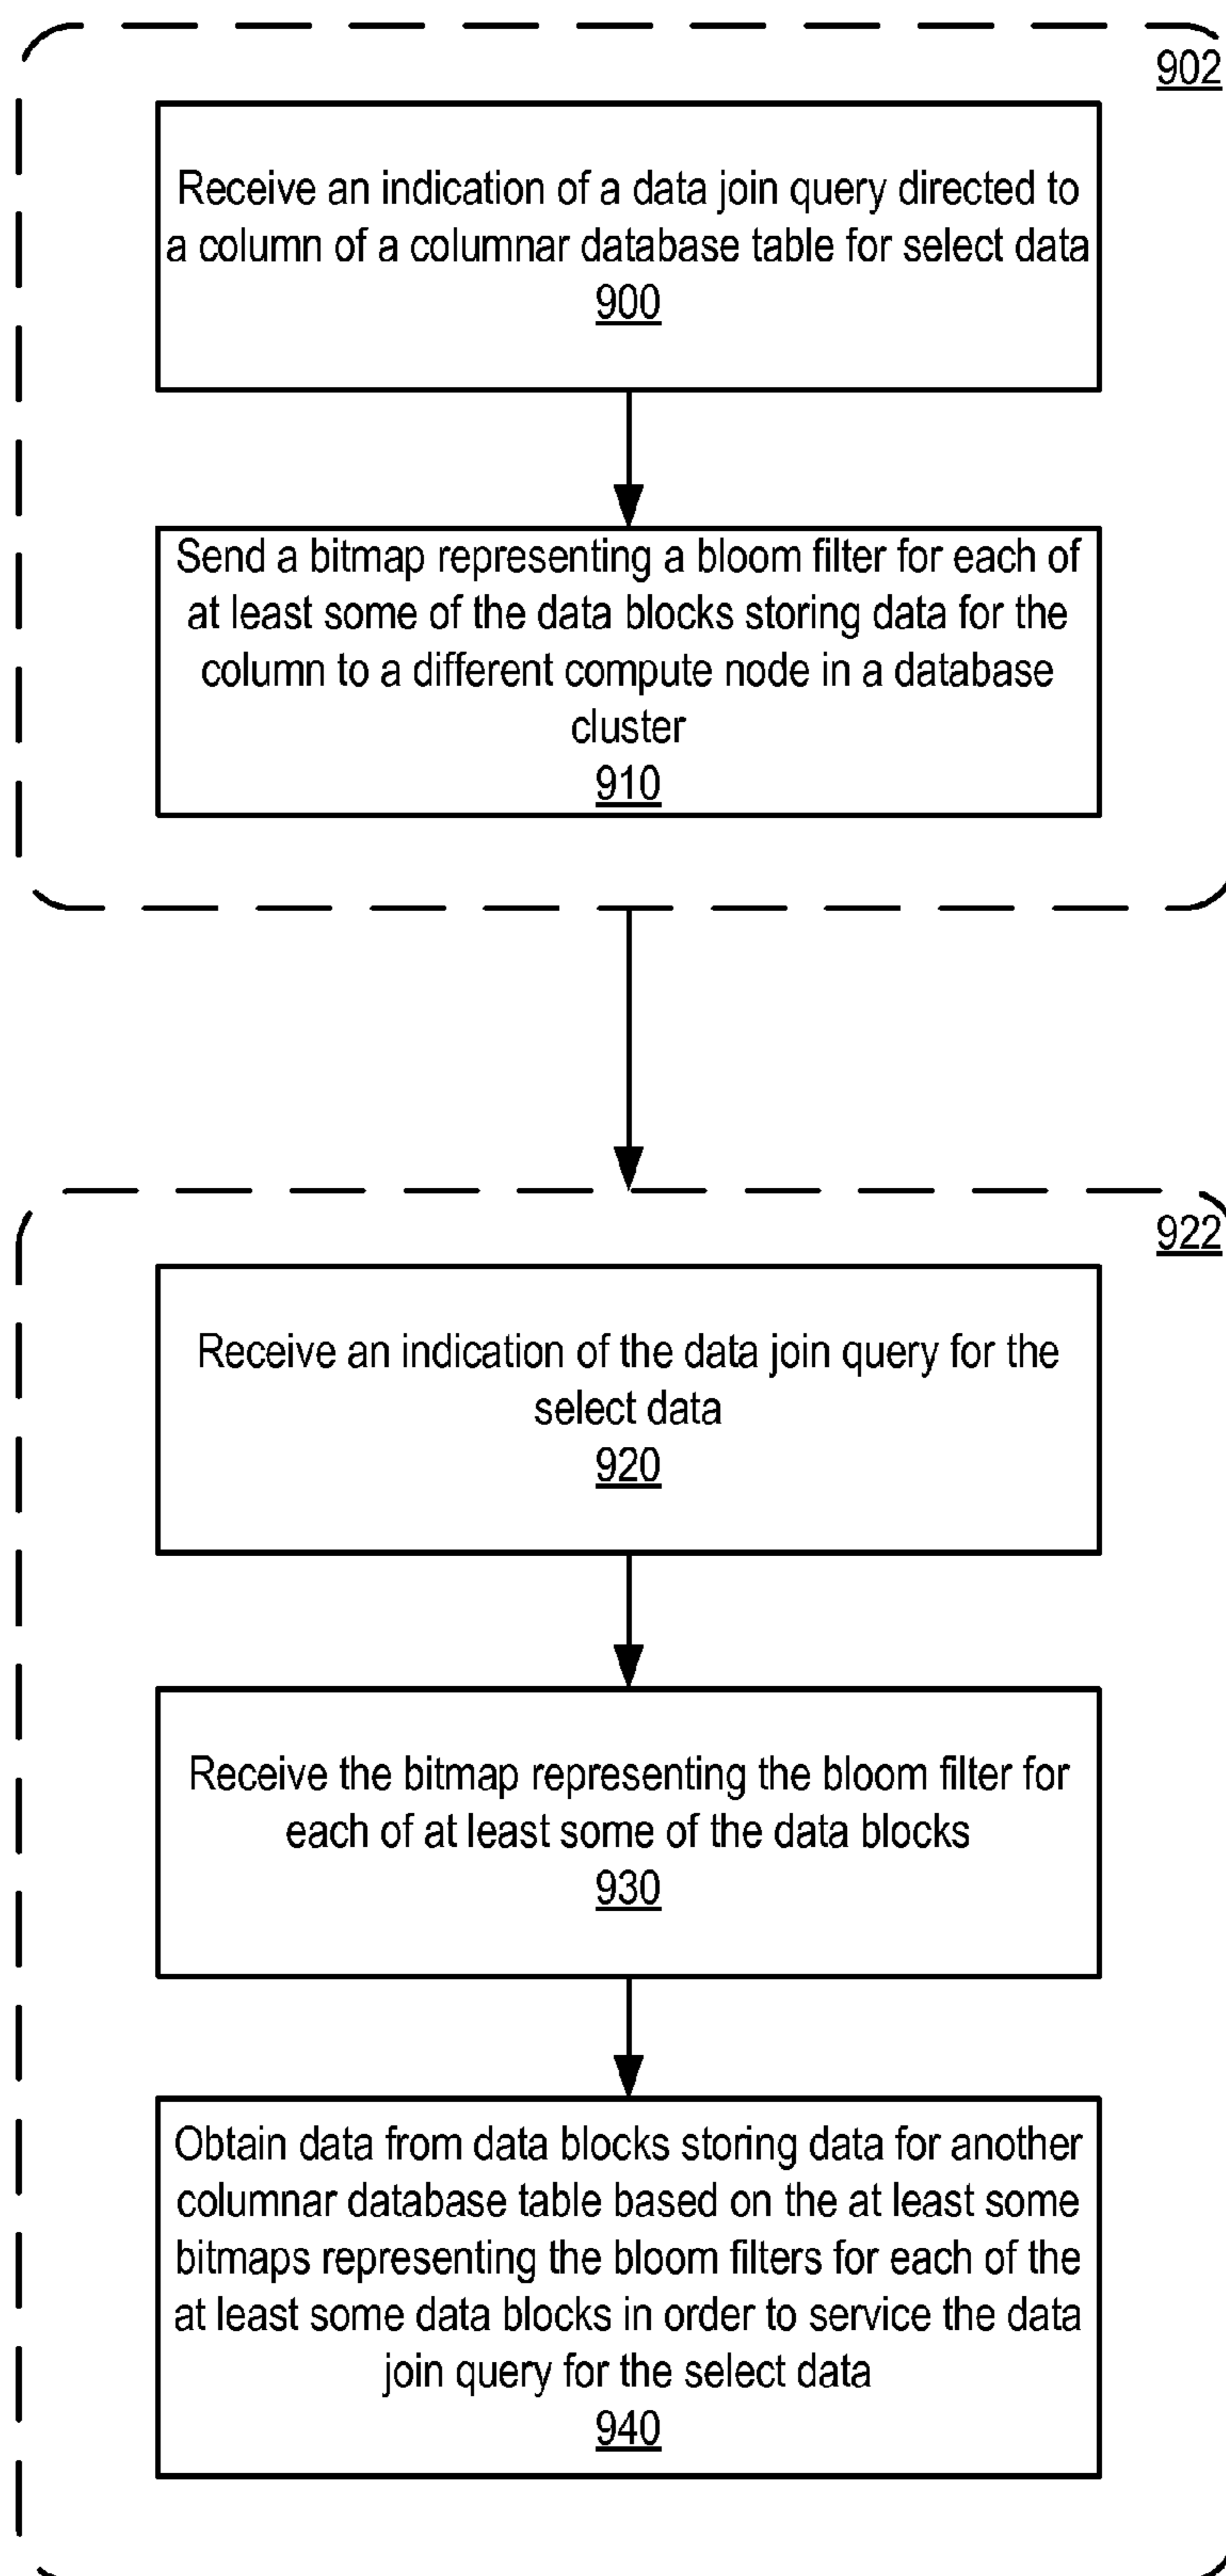 902
Receive an indication of a data join query directed to
a column of a columnar database table for select data
900
Send a bitmap representing a bloom filter for each of
at least some of the data blocks storing data for the
column to a different compute node in a database
cluster
910
922
Receive an indication of the data join query for the
select data
920
Receive the bitmap representing the bloom filter for
each of at least some of the data blocks
930
Obtain data from data blocks storing data for another
columnar database table based on the at least some
bitmaps representing the bloom filters for each of the
at least some data blocks in order to service the data
join query for the select data
940